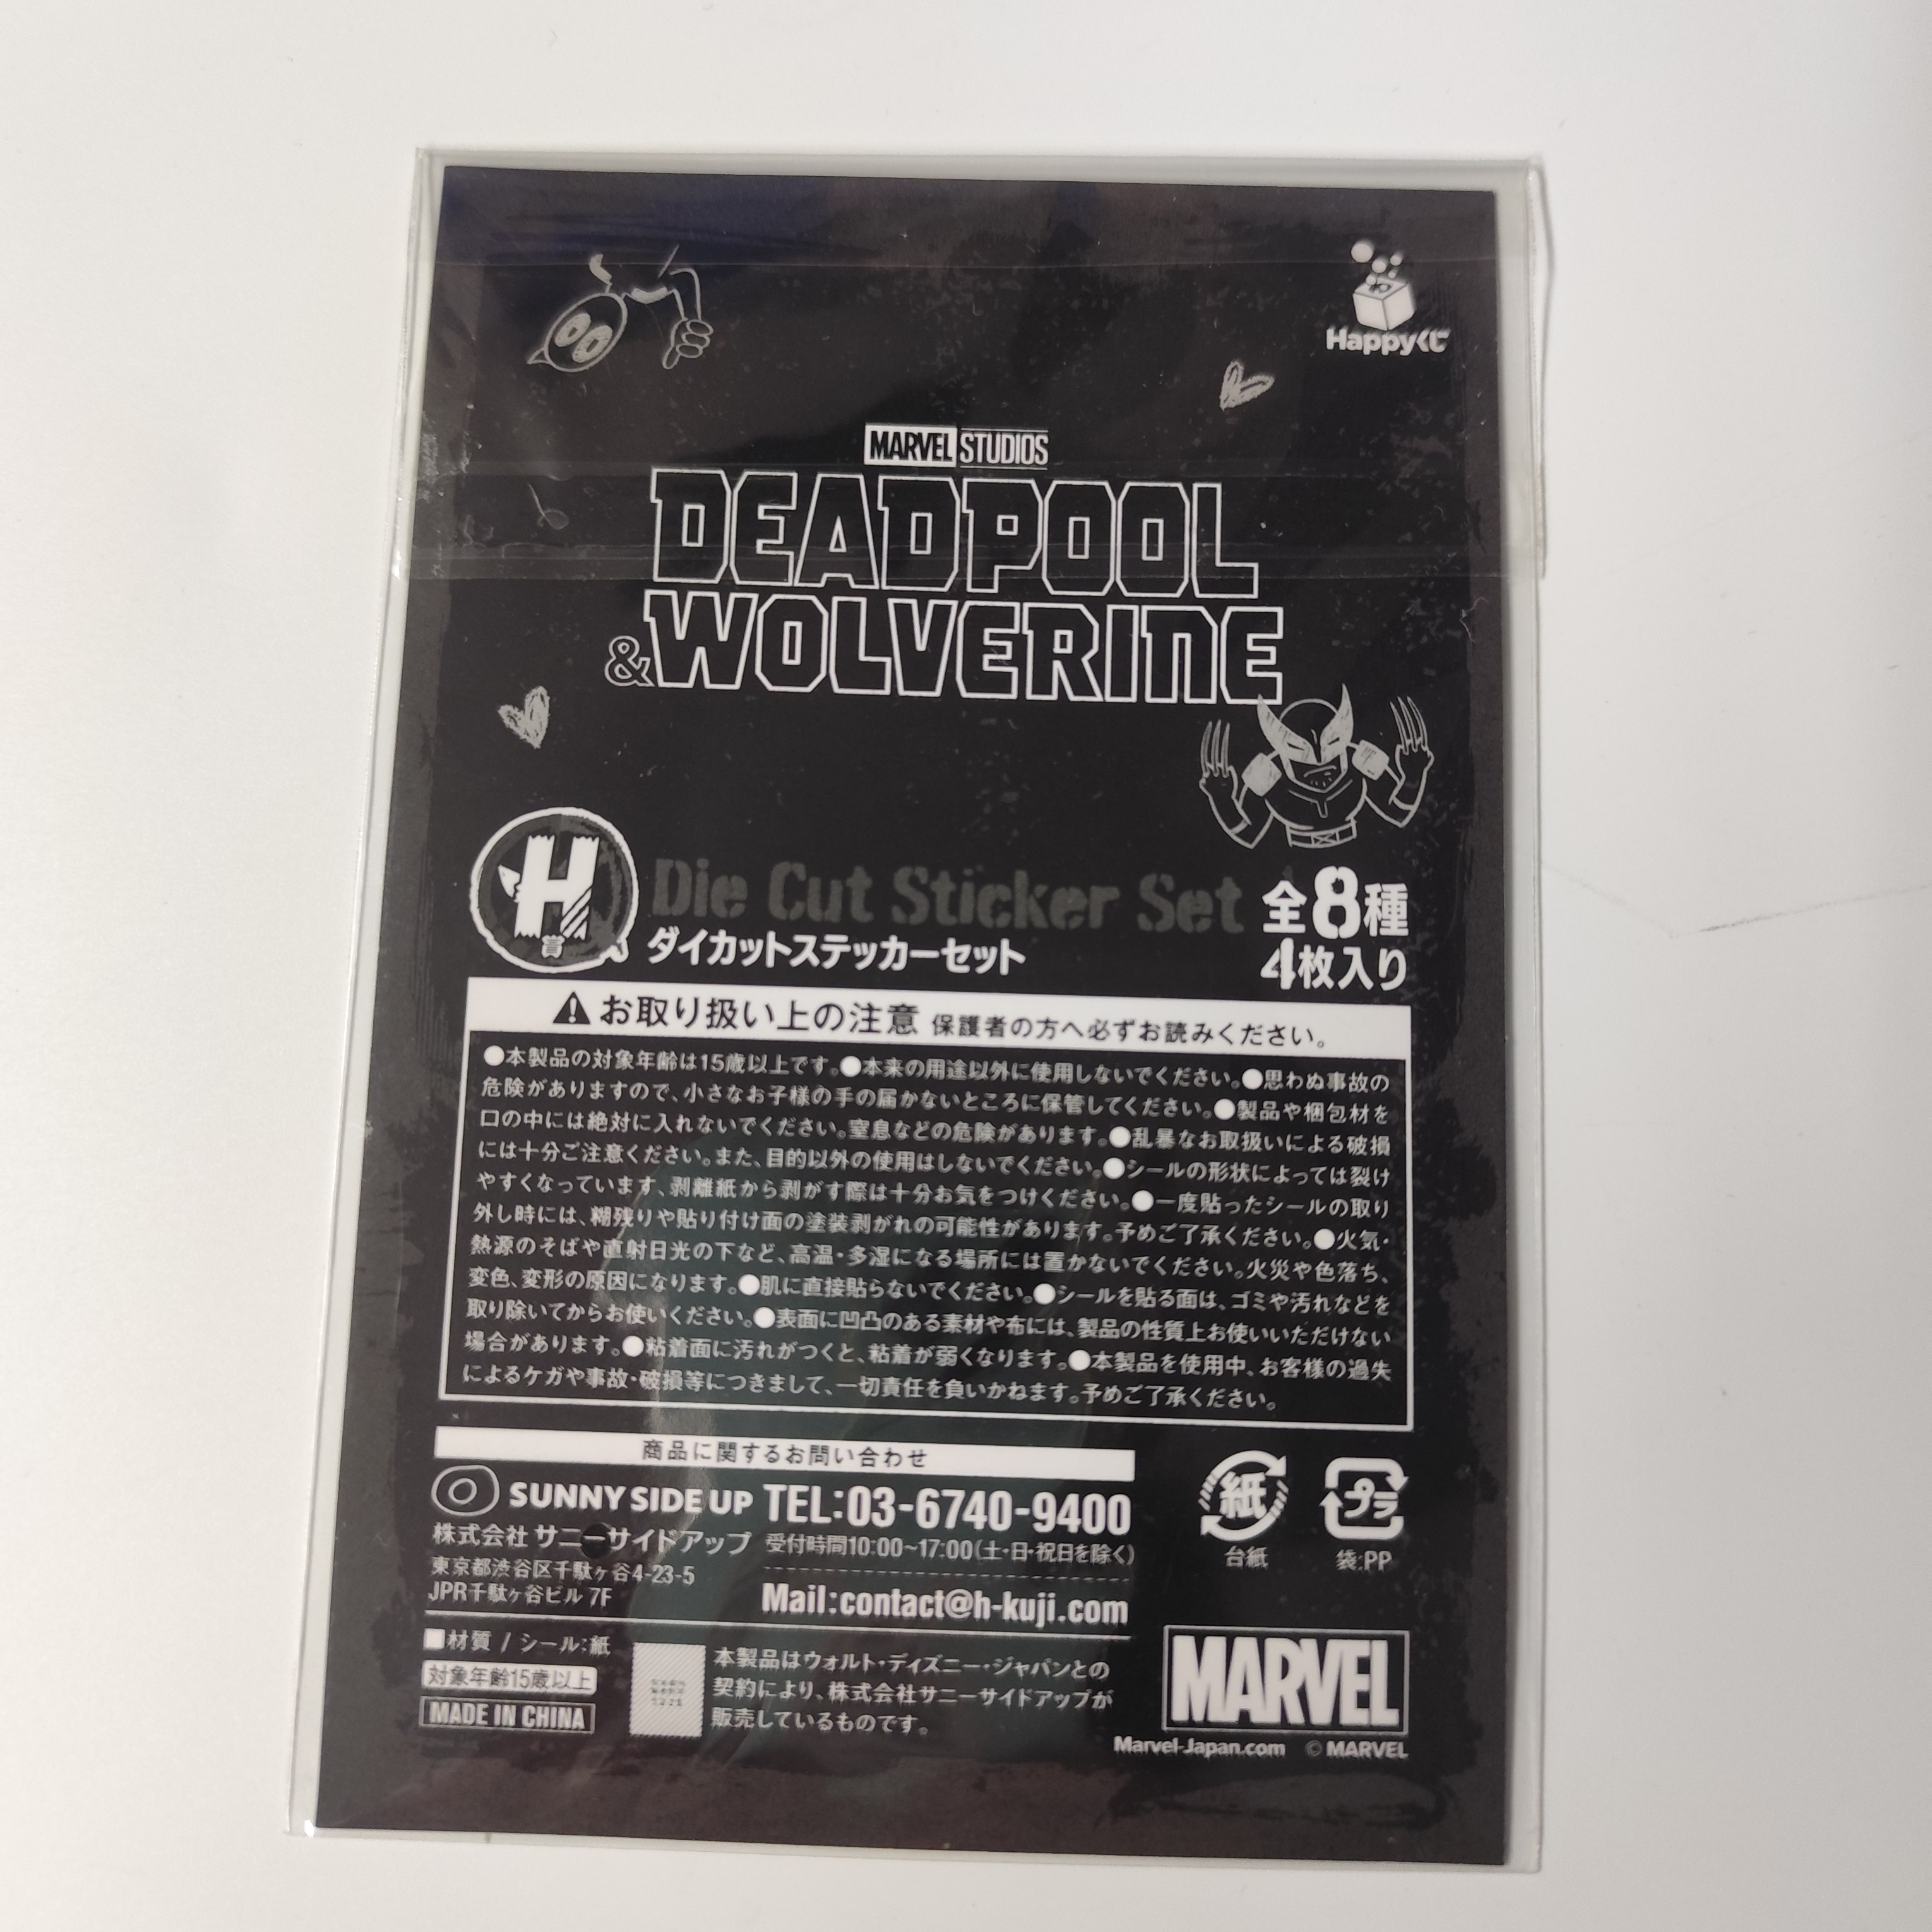 Happyくじ
MARVEL STUDIOS
DEADPOOL
&WOLVERINE
H
賞
Die Cut Sticker Set
全8種
ダイカットステッカーセット
4枚入り
お取り扱い上の注意 保護者の方へ必ずお読みください。
●本製品の対象年齢は15歳以上です。●本来の用途以外に使用しないでください。●思わぬ事故の
危険がありますので、小さなお子様の手の届かないところに保管してください。●製品や梱包材を
口の中には絶対に入れないでください。窒息などの危険があります。●乱暴なお取扱いによる破損
には十分ご注意ください。また、目的以外の使用はしないでください。●シールの形状によっては裂け
やすくなっています、剥離紙から剥がす際は十分お気をつけください。●一度貼ったシールの取り
外し時には、糊残りや貼り付け面の塗装剥がれの可能性があります。予めご了承ください。●火気・
熱源のそばや直射日光の下など、高温・多湿になる場所には置かないでください。火災や色落ち、
変色、変形の原因になります。●肌に直接貼らないでください。●シールを貼る面は、ゴミや汚れなどを
取り除いてからお使いください。●表面に凹凸のある素材や布には、製品の性質上お使いいただけない
場合があります。●粘着面に汚れがつくと、粘着が弱くなります。●本製品を使用中、お客様の過失
によるケガや事故・破損等につきまして、一切責任を負いかねます。予めご了承ください。
商品に関するお問い合わせ
SUNNY SIDE UP
株式会社 サニーサイドアップ
東京都渋谷区千駄ヶ谷4-23-5
JPR千駄ヶ谷ビル 7F
TEL:03-6740-9400
受付時間10:00~17:00(土・日・祝日を除く)
Mail:contact@h-kuji.com
紙
台紙
プラ
袋:PP
■材質 / シール:紙
対象年齢15歳以上
MADE IN CHINA
本製品はウォルト・ディズニー・ジャパンとの
契約により、株式会社サニーサイドアップが
販売しているものです。
MARVEL
Marvel-Japan.com © MARVEL